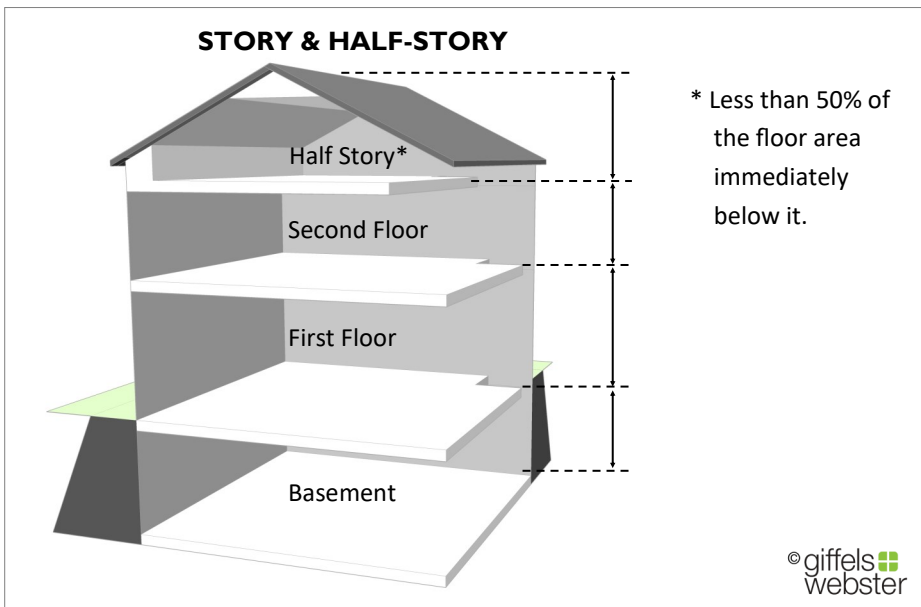 STORY & HALF-STORY
Half Story*
Second Floor
First Floor
Basement
* Less than 50% of
the floor area
immediately
below it.
© giffels
webster